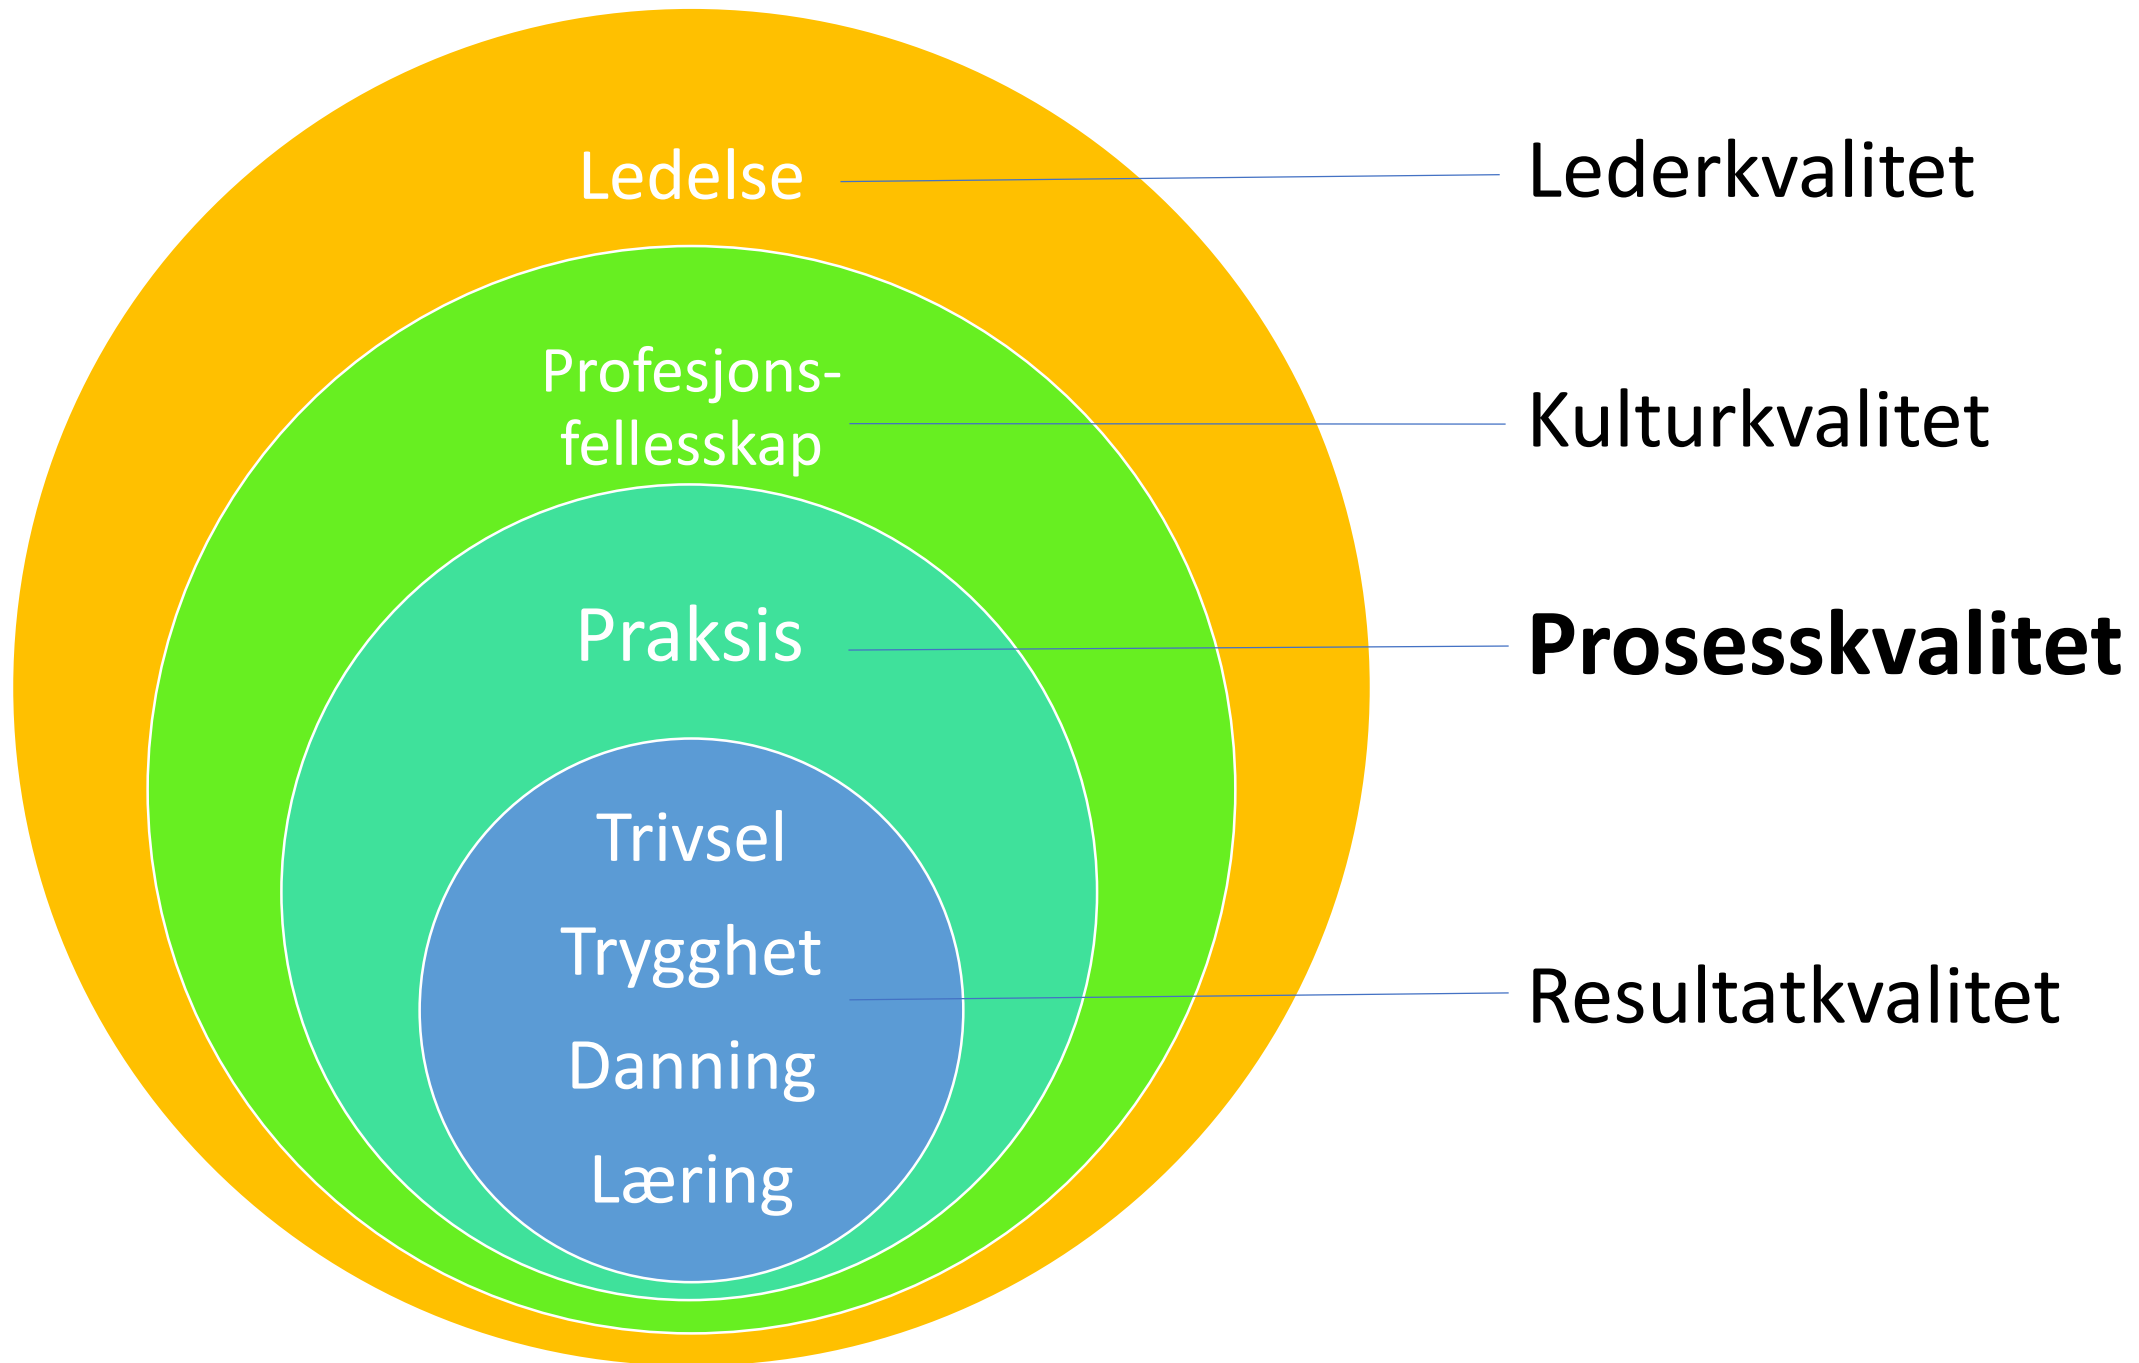 Ledelse
Lederkvalitet
Profesjons-
fellesskap
Kulturkvalitet
Praksis
Prosesskvalitet
Trivsel
Trygghet
Danning
Læring
Resultatkvalitet